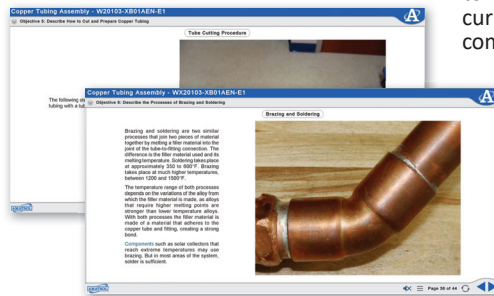 Copper Tubing Assembly - W20103-XB01AEN-E1
Objective 5: Describe How to Cut and Prepare Copper Tubing
Tube Cutting Procedure
The following
tubing with a tub
cur
con
Copper Tubing Assembly - WX20103-XB01AEN-E1
Objective 6: Describe the Processes of Brazing and Soldering
Brazing and Soldering
Brazing and soldering are two similar
processes that join two pieces of material
together by melting a filler material into the
joint of the tube-to-fitting connection. The
difference is the filler material used and its
melting temperature. Soldering takes place
at approximately 350 to 600°F. Brazing
takes place at much higher temperatures,
between 1200 and 1500°F.
The temperature range of both processes
depends on the variations of the alloy from
which the filler material is made, as alloys
that require higher melting points are
stronger than lower temperature alloys.
With both processes the filler material is
made of a material that adheres to the
copper tube and fitting, creating a strong
bond.
Components such as solar collectors that
reach extreme temperatures may use
brazing. But in most areas of the system,
solder is sufficient.
AMATROL
Page 36 of 44